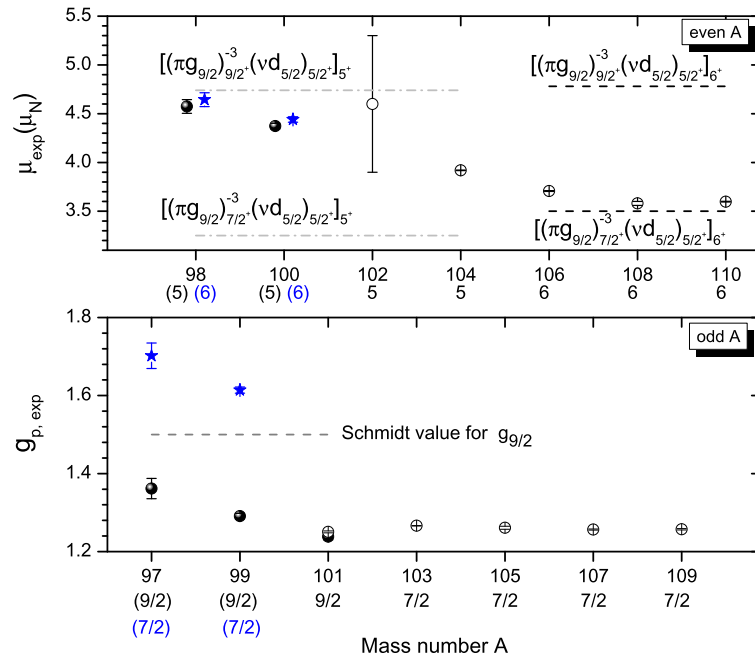 5.5
5.0
4.5
4.0
3.5
μexp(μN)
even A
[(πg9/2)-3 9/2+(νd5/2)5/2+]5+
[(πg9/2)-3 9/2+(νd5/2)5/2+]6+
[(πg9/2)-3 7/2+(νd5/2)5/2+]5+
[(πg9/2)-3 7/2+(νd5/2)5/2+]6+
98 100 102 104 106 108 110
(5) (6) (5) (6) 5 5 6 6 6
1.8
1.6
1.4
1.2
gp, exp
odd A
Schmidt value for g9/2
97 99 101 103 105 107 109
(9/2) (9/2) 9/2 7/2 7/2 7/2 7/2
(7/2) (7/2)
Mass number A